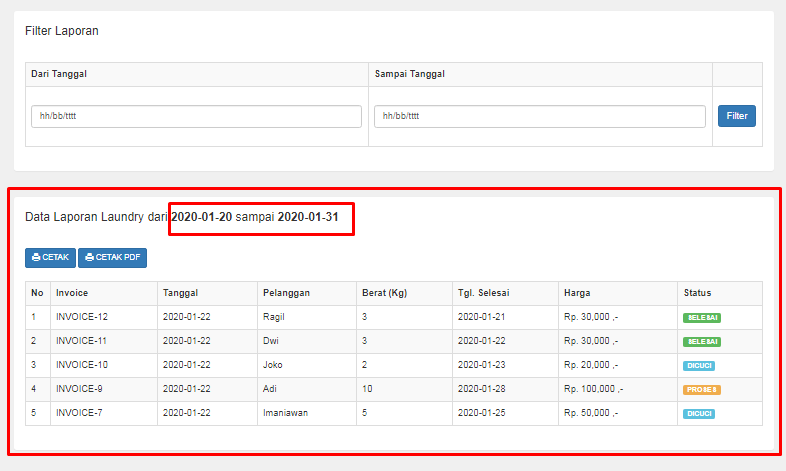 Filter Laporan
Dari Tanggal Sampai Tanggal
hh/bb/tttt hh/bb/tttt Filter
Data Laporan Laundry dari 2020-01-20 sampai 2020-01-31
CETAK CETAK PDF
No Invoice Tanggal Pelanggan Berat (Kg) Tgl. Selesai Harga Status
1 INVOICE-12 2020-01-22 Ragil 3 2020-01-21 Rp. 30,000 ,- SELESAI
2 INVOICE-11 2020-01-22 Dwi 3 2020-01-22 Rp. 30,000 ,- SELESAI
3 INVOICE-10 2020-01-22 Joko 2 2020-01-23 Rp. 20,000 ,- DICUCI
4 INVOICE-9 2020-01-22 Adi 10 2020-01-28 Rp. 100,000 ,- PROSES
5 INVOICE-7 2020-01-22 Imaniawan 5 2020-01-25 Rp. 50,000 ,- DICUCI